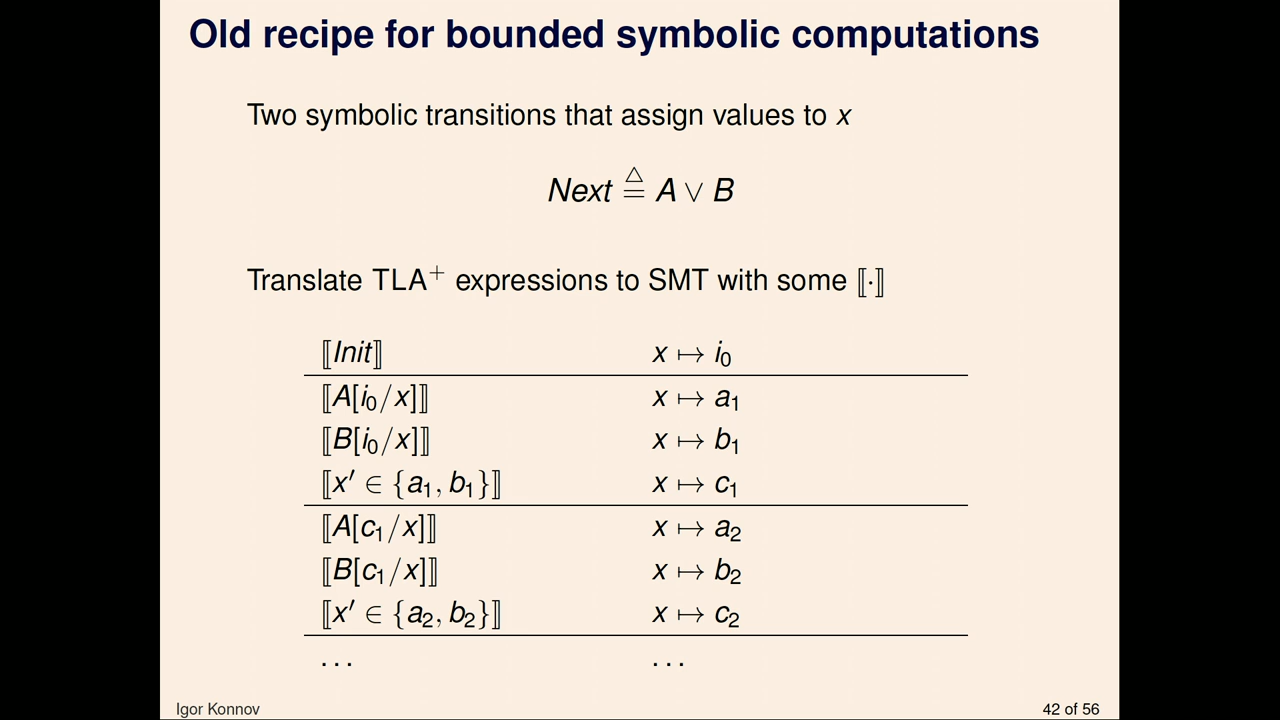 Old recipe for bounded symbolic computations
Two symbolic transitions that assign values to x
Next ≜ A ∨ B
Translate TLA⁺ expressions to SMT with some ⟦·⟧
⟦Init⟧ x ↦ i₀
⟦A[i₀/x]⟧ x ↦ a₁
⟦B[i₀/x]⟧ x ↦ b₁
⟦x′ ∈ {a₁, b₁}⟧ x ↦ c₁
⟦A[c₁/x]⟧ x ↦ a₂
⟦B[c₁/x]⟧ x ↦ b₂
⟦x′ ∈ {a₂, b₂}⟧ x ↦ c₂
... ...
Igor Konnov 42 of 56